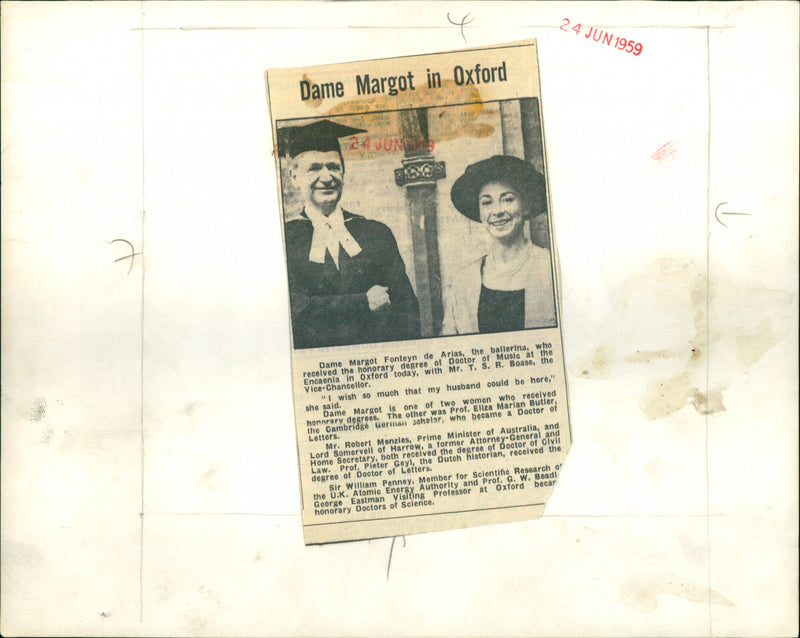 24 JUN 1959
Dame Margot in Oxford
24 JUN
Dame Margot Fonteyn de Arias, the ballerina, who
received the honorary degree of Doctor of Music at the
Encaenia in Oxford today, with Mr. T. S. R. Boase, the
Vice-Chancellor.
"I wish so much that my husband could be here,"
she said.
Dame Margot is one of two women who received
honorary degrees. The other was Prof. Eliza Marian Butler,
the Cambridge German scholar, who became a Doctor of
Letters.
Mr. Robert Menzies, Prime Minister of Australia, and
Lord Somervell of Harrow, a former Attorney-General and
Home Secretary, both received the degree of Doctor of Civil
Law. Prof. Pieter Geyl, the Dutch historian, received the
degree of Doctor of Letters.
Sir William Penney, Member for Scientific Research of
the U.K. Atomic Energy Authority and Prof. G. W. Beadl
George Eastman Visiting Professor at Oxford becam
honorary Doctors of Science.